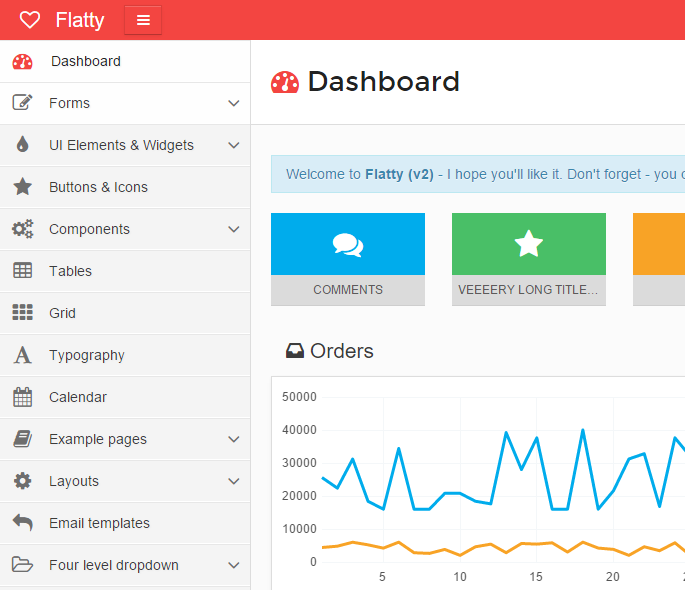 Flatty
Dashboard
Forms
UI Elements & Widgets
Buttons & Icons
Components
Tables
Grid
Typography
Calendar
Example pages
Layouts
Email templates
Four level dropdown
Dashboard
Welcome to Flatty (v2) - I hope you'll like it. Don't forget - you
COMMENTS
VEEEERY LONG TITLE...
Orders
50000
40000
30000
20000
10000
0
5
10
15
20